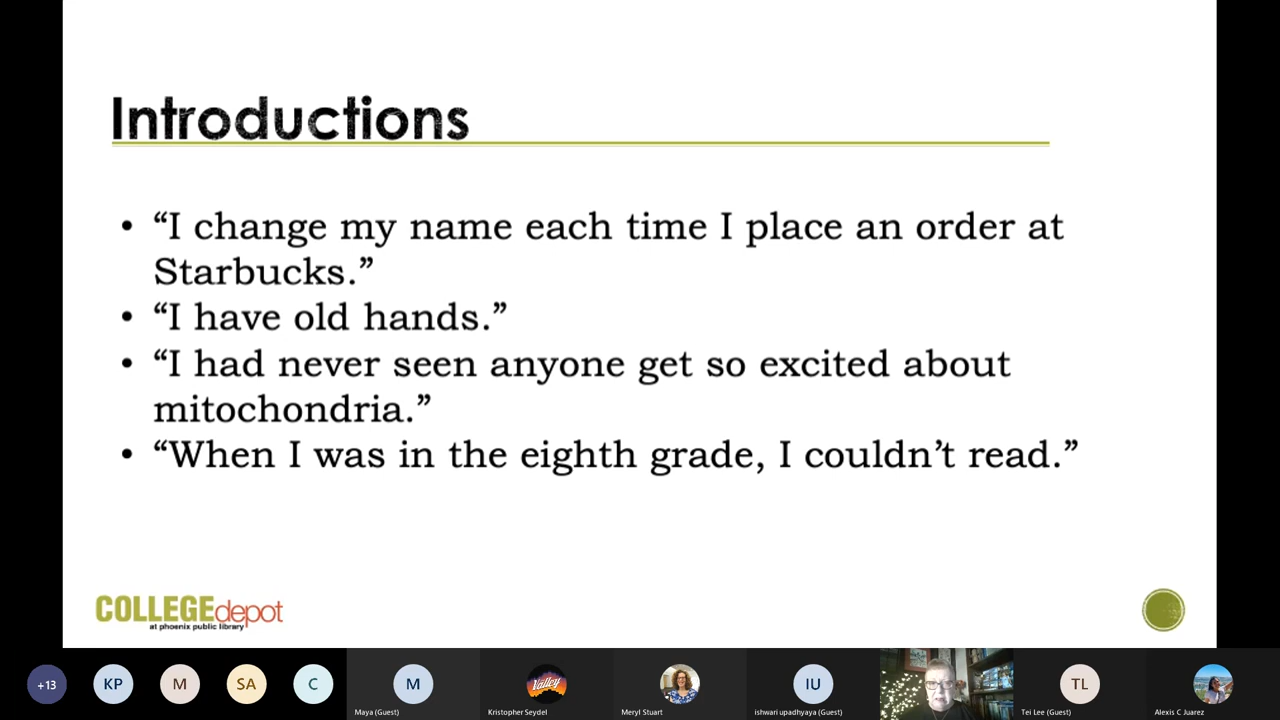 Introductions
• “I change my name each time I place an order at
Starbucks.”
• “I have old hands.”
• “I had never seen anyone get so excited about
mitochondria.”
• “When I was in the eighth grade, I couldn’t read.”
COLLEGEdepot
at phoenix public library
+13 KP M SA C M Valley IU TL
Maya (Guest) Kristopher Seydel Meryl Stuart ishwari upadhyaya (Guest) Tei Lee (Guest) Alexis C Juarez